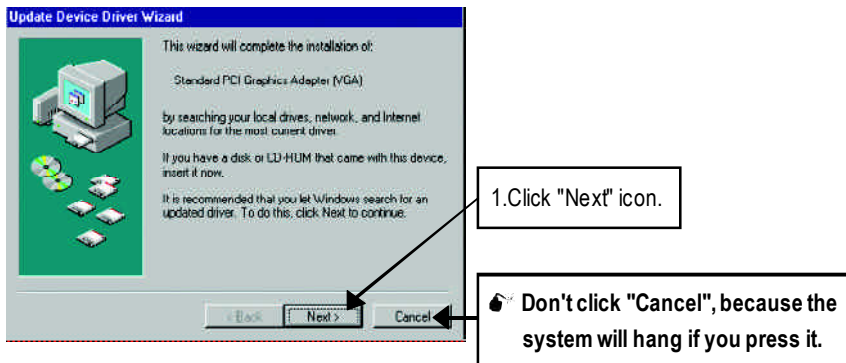 Update Device Driver Wizard
This wizard will complete the installation of:
Standard PCI Graphics Adapter (VGA)
by searching your local drives, network, and Internet
locations for the most current driver.
If you have a disk or CD-ROM that came with this device,
insert it now.
It is recommended that you let Windows search for an
updated driver. To do this, click Next to continue.
< Back
Next >
Cancel
1.Click "Next" icon.
Don't click "Cancel", because the
system will hang if you press it.